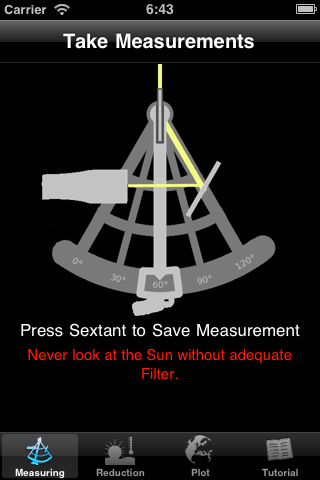 Carrier 6:43
Take Measurements
0° 30° 60° 90° 120°
Press Sextant to Save Measurement
Never look at the Sun without adequate
Filter.
Measuring Reduction Plot Tutorial